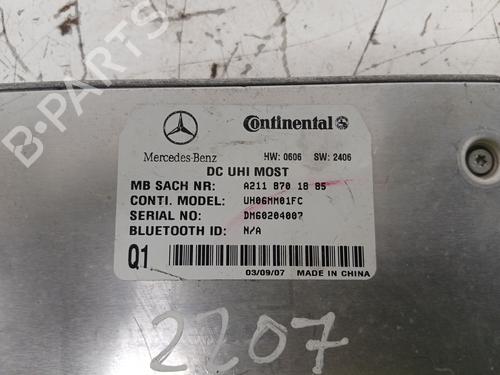 B-PARTS
Continental
Mercedes-Benz HW: 0606 SW: 2406
DC UHI MOST
MB SACH NR: A211 870 18 85
CONTI. MODEL: UH06MM01FC
SERIAL NO: DM60204007
BLUETOOTH ID: N/A
Q1
03/09/07 MADE IN CHINA
2207